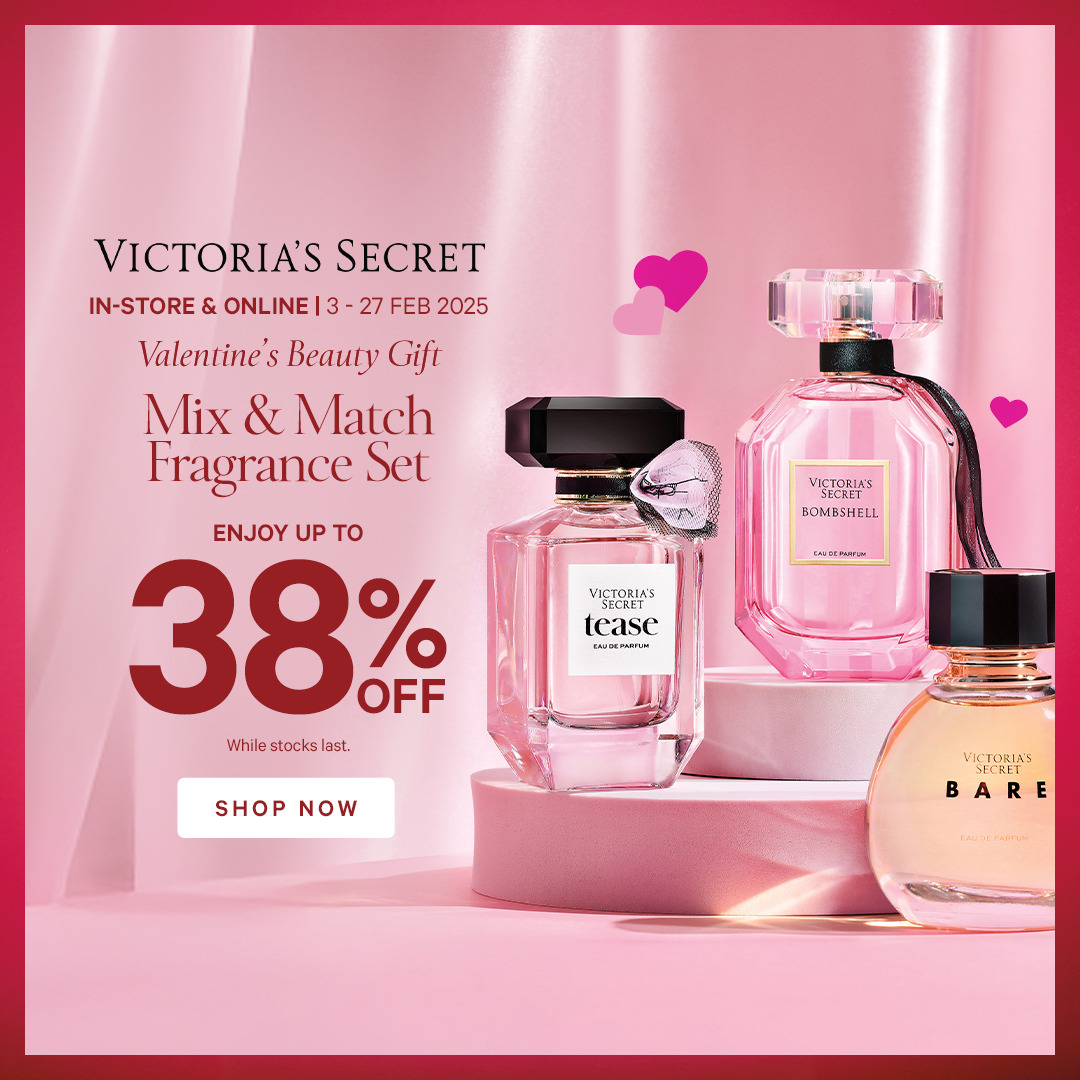 VICTORIA'S SECRET
IN-STORE & ONLINE | 3 - 27 FEB 2025
Valentine's Beauty Gift
Mix & Match
Fragrance Set
ENJOY UP TO
38%
OFF
While stocks last.
SHOP NOW
VICTORIA'S
SECRET
tease
EAU DE PARFUM
VICTORIA'S
SECRET
BOMBSHELL
EAU DE PARFUM
VICTORIA'S
SECRET
BARE
EAU DE PARFUM